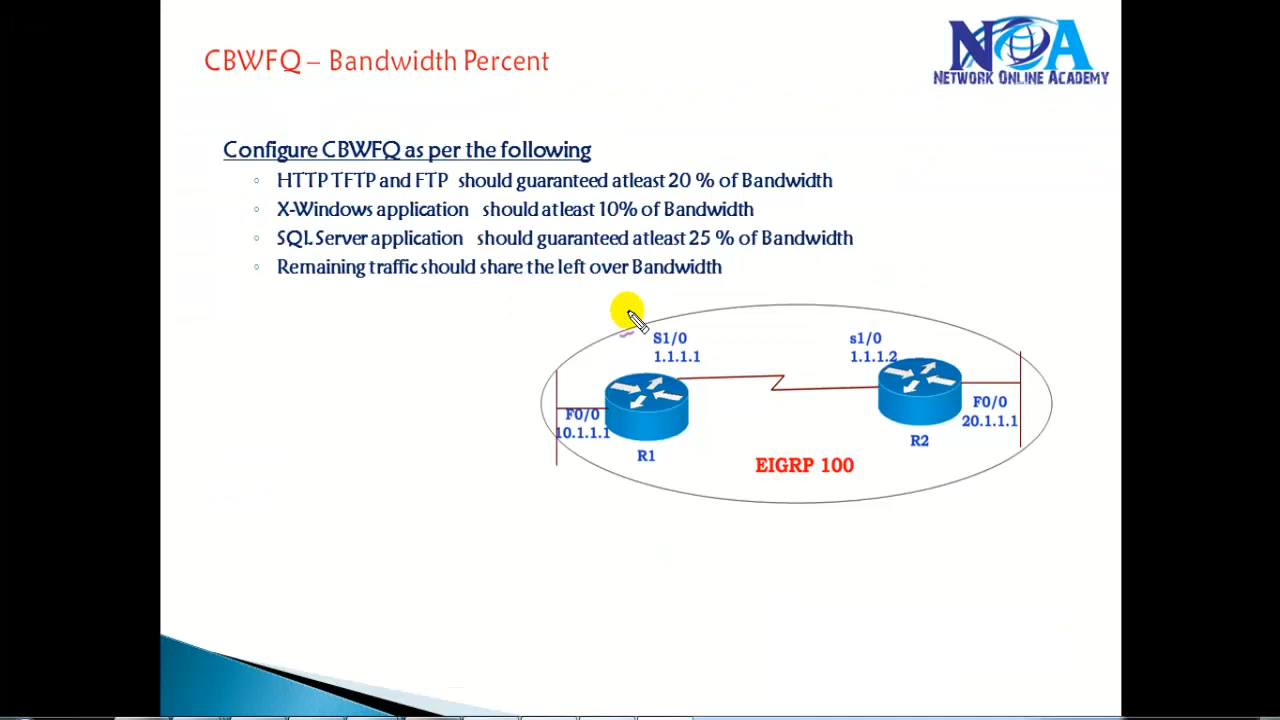 CBWFQ – Bandwidth Percent
NOA
NETWORK ONLINE ACADEMY
Configure CBWFQ as per the following
◦ HTTP TFTP and FTP should guaranteed atleast 20 % of Bandwidth
◦ X-Windows application should atleast 10% of Bandwidth
◦ SQL Server application should guaranteed atleast 25 % of Bandwidth
◦ Remaining traffic should share the left over Bandwidth
S1/0
1.1.1.1
s1/0
1.1.1.2
F0/0
10.1.1.1
F0/0
20.1.1.1
R1
R2
EIGRP 100